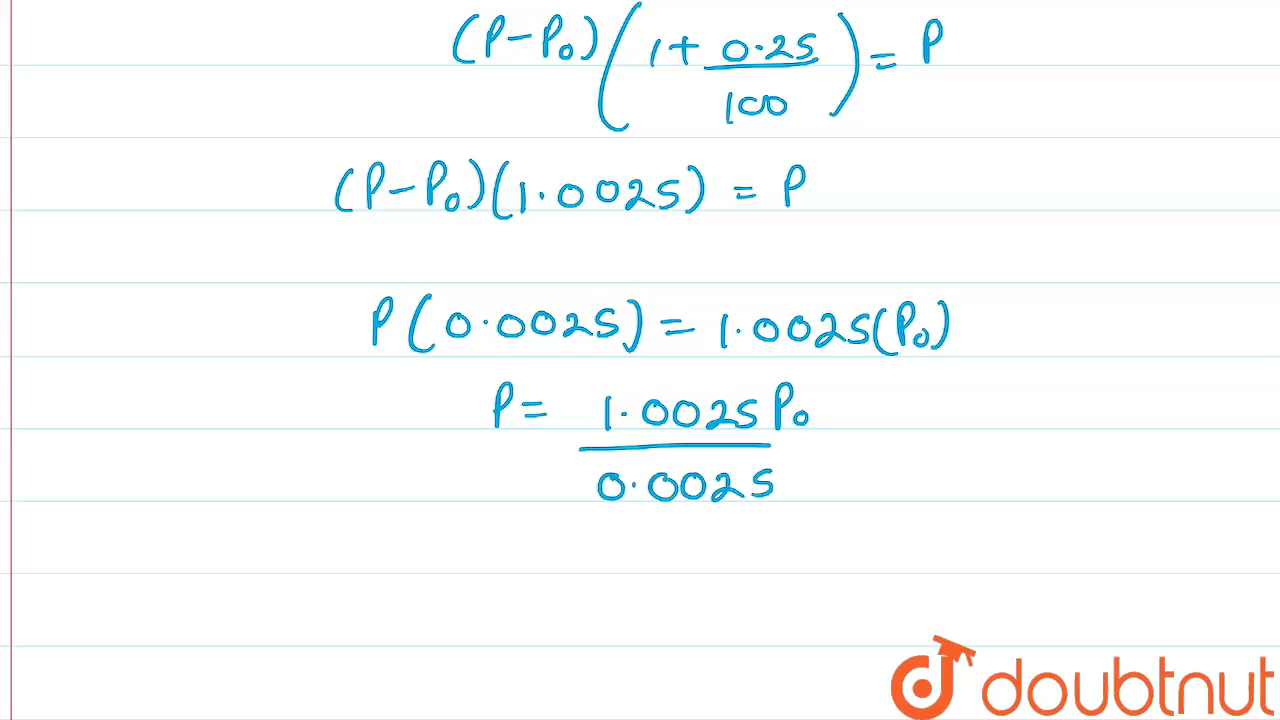 (P-P₀)(1+0.25/100)=P
(P-P₀)(1.0025)=P
P(0.0025)=1.0025(P₀)
P=1.0025P₀/0.0025
doubtnut